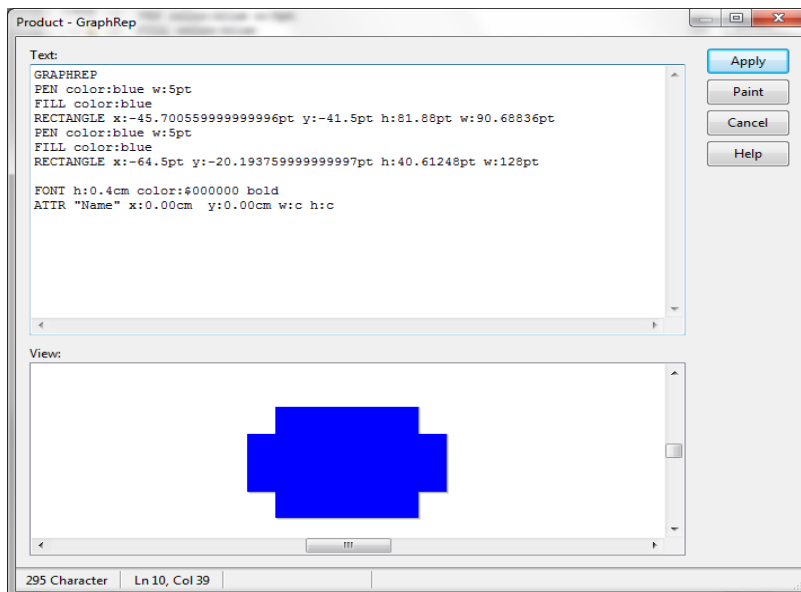 Product - GraphRep
Text:
GRAPHREP
PEN color:blue w:5pt
FILL color:blue
RECTANGLE x:-45.700559999999996pt y:-41.5pt h:81.88pt w:90.68836pt
PEN color:blue w:5pt
FILL color:blue
RECTANGLE x:-64.5pt y:-20.193759999999997pt h:40.61248pt w:128pt
FONT h:0.4cm color:$000000 bold
ATTR "Name" x:0.00cm  y:0.00cm w:c h:c
Apply
Paint
Cancel
Help
View:
295 Character
Ln 10, Col 39